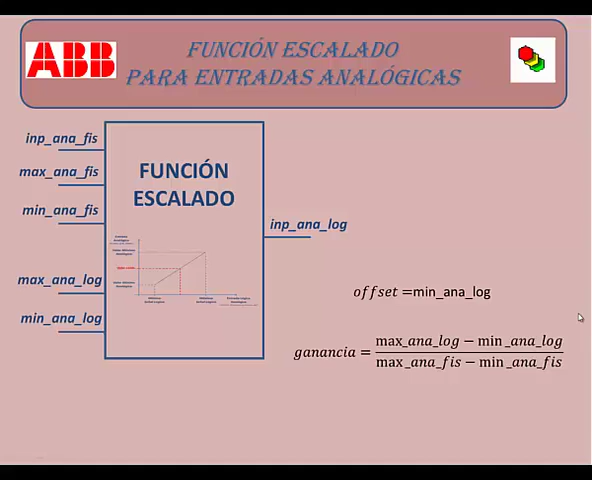 ABB
FUNCIÓN ESCALADO
PARA ENTRADAS ANALÓGICAS
inp_ana_fis
max_ana_fis
min_ana_fis
max_ana_log
min_ana_log
FUNCIÓN
ESCALADO
inp_ana_log
offset =min_ana_log
ganancia = max_ana_log − min_ana_log
max_ana_fis − min_ana_fis